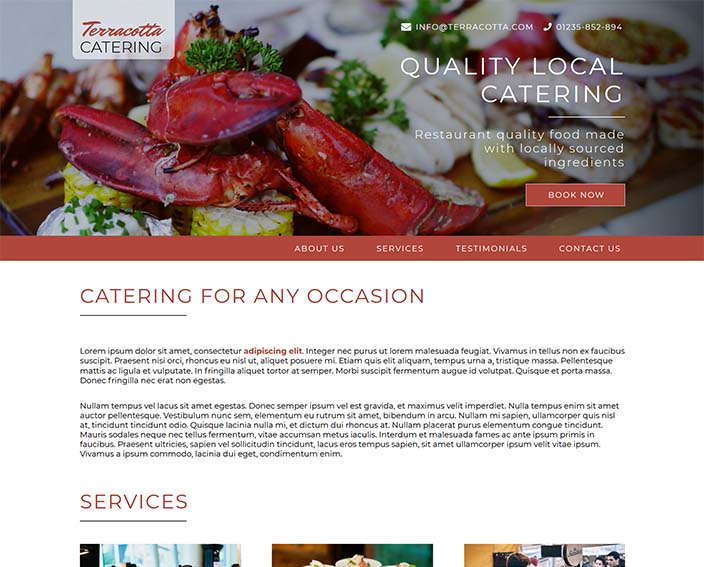 Terracotta
CATERING
INFO@TERRACOTTA.COM 01235-852-894
QUALITY LOCAL
CATERING
Restaurant quality food made
with locally sourced
ingredients
BOOK NOW
ABOUT US SERVICES TESTIMONIALS CONTACT US
CATERING FOR ANY OCCASION
Lorem ipsum dolor sit amet, consectetur adipiscing elit. Integer nec purus ut lorem malesuada feugiat. Vivamus in tellus non ex faucibus
suscipit. Praesent nisi orci, rhoncus eu nisl ut, aliquet posuere mi. Etiam quis elit aliquam, tempus urna a, tristique massa. Pellentesque
mattis ac ligula et vulputate. In fringilla aliquet tortor at semper. Morbi suscipit fermentum augue id volutpat. Quisque et porta massa.
Donec fringilla nec erat non egestas.
Nullam tempus vel lacus sit amet egestas. Donec semper ipsum vel est gravida, et maximus velit imperdiet. Nulla tempus enim sit amet
auctor pellentesque. Vestibulum nunc sem, elementum eu rutrum sit amet, bibendum in arcu. Nullam mi sapien, ullamcorper quis nisl
at, tincidunt tincidunt odio. Quisque lacinia nulla mi, et dictum dui rhoncus at. Nullam placerat purus elementum congue tincidunt.
Mauris sodales neque nec tellus fermentum, vitae accumsan metus iaculis. Interdum et malesuada fames ac ante ipsum primis in
faucibus. Praesent ultricies, sapien vel sollicitudin tincidunt, lacus eros tempus sapien, sit amet ullamcorper ipsum velit vitae ipsum.
Vivamus a ipsum commodo, lacinia dui eget, condimentum enim.
SERVICES